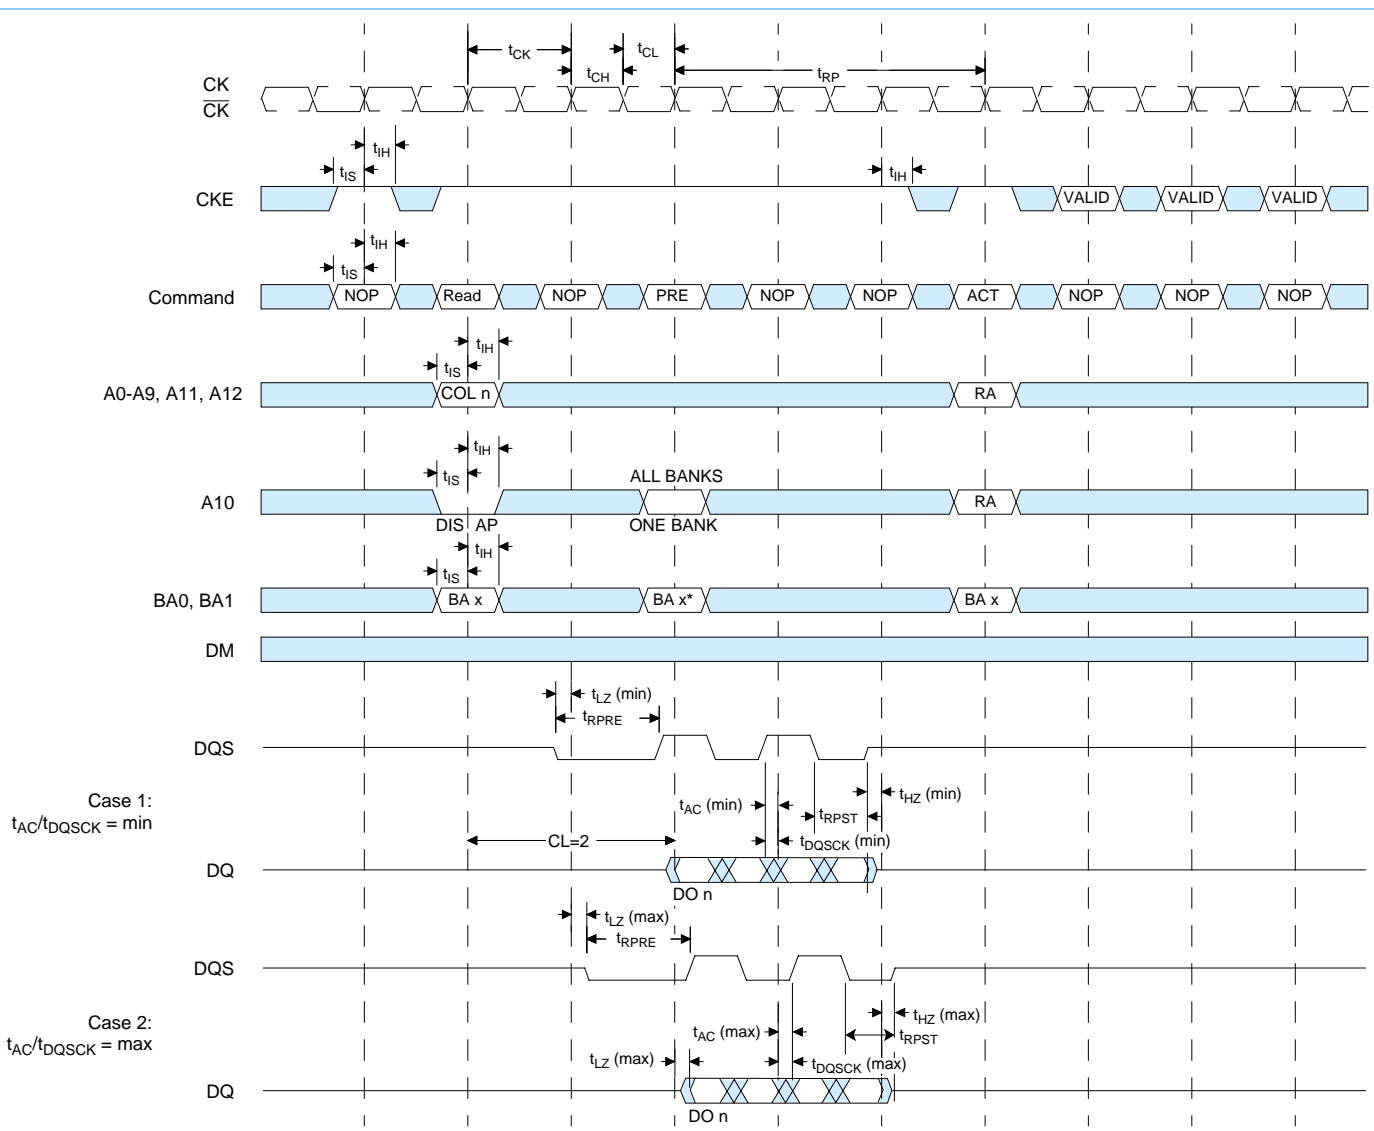 tCK
tCL
tCH
tRP
CK
CK
tIH
tIS
tIH
CKE
VALID
VALID
VALID
tIH
tIS
Command
NOP
Read
NOP
PRE
NOP
NOP
ACT
NOP
NOP
NOP
tIH
tIS
A0-A9, A11, A12
COL n
RA
tIH
tIS
ALL BANKS
A10
RA
DIS AP
ONE BANK
tIH
tIS
BA0, BA1
BA x
BA x*
BA x
DM
tLZ (min)
tRPRE
DQS
Case 1:
tAC/tDQSCK = min
tAC (min)
tHZ (min)
tRPST
CL=2
tDQSCK (min)
DQ
DO n
tLZ (max)
tRPRE
DQS
Case 2:
tAC/tDQSCK = max
tHZ (max)
tAC (max)
tRPST
tLZ (max)
tDQSCK (max)
DQ
DO n